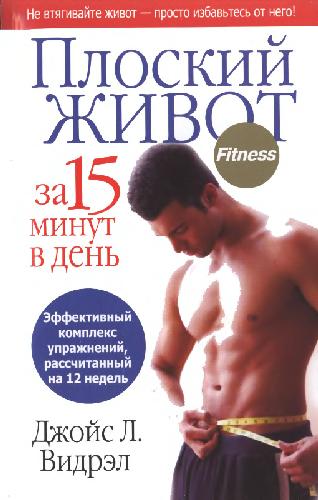 Не втягивайте живот — просто избавьтесь от него!
Плоский
ЖИВОТ
Fitness
за 15
минут
в день
Эффективный
комплекс
упражнений,
рассчитанный
на 12 недель
Джойс Л.
Видрэл